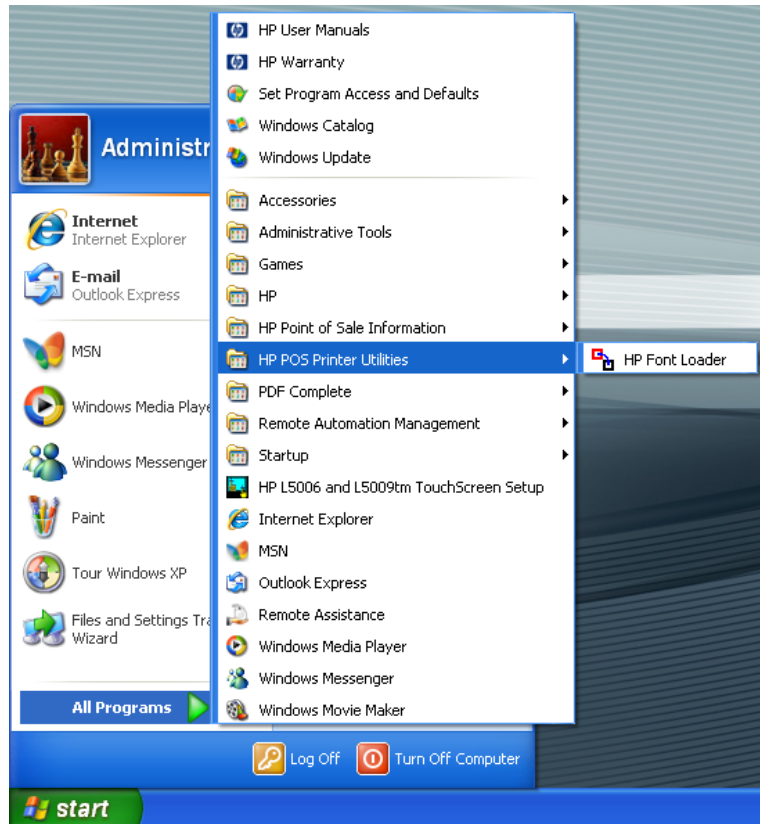 HP User Manuals
HP Warranty
Set Program Access and Defaults
Windows Catalog
Windows Update
Accessories
Administrative Tools
Games
HP
HP Point of Sale Information
HP POS Printer Utilities
PDF Complete
Remote Automation Management
Startup
HP L5006 and L5009tm TouchScreen Setup
Internet Explorer
MSN
Outlook Express
Remote Assistance
Windows Media Player
Windows Messenger
Windows Movie Maker
HP Font Loader
Administr
Internet
Internet Explorer
E-mail
Outlook Express
MSN
Windows Media Playe
Windows Messenger
Paint
Tour Windows XP
Files and Settings Tra
Wizard
All Programs
Log Off
Turn Off Computer
start